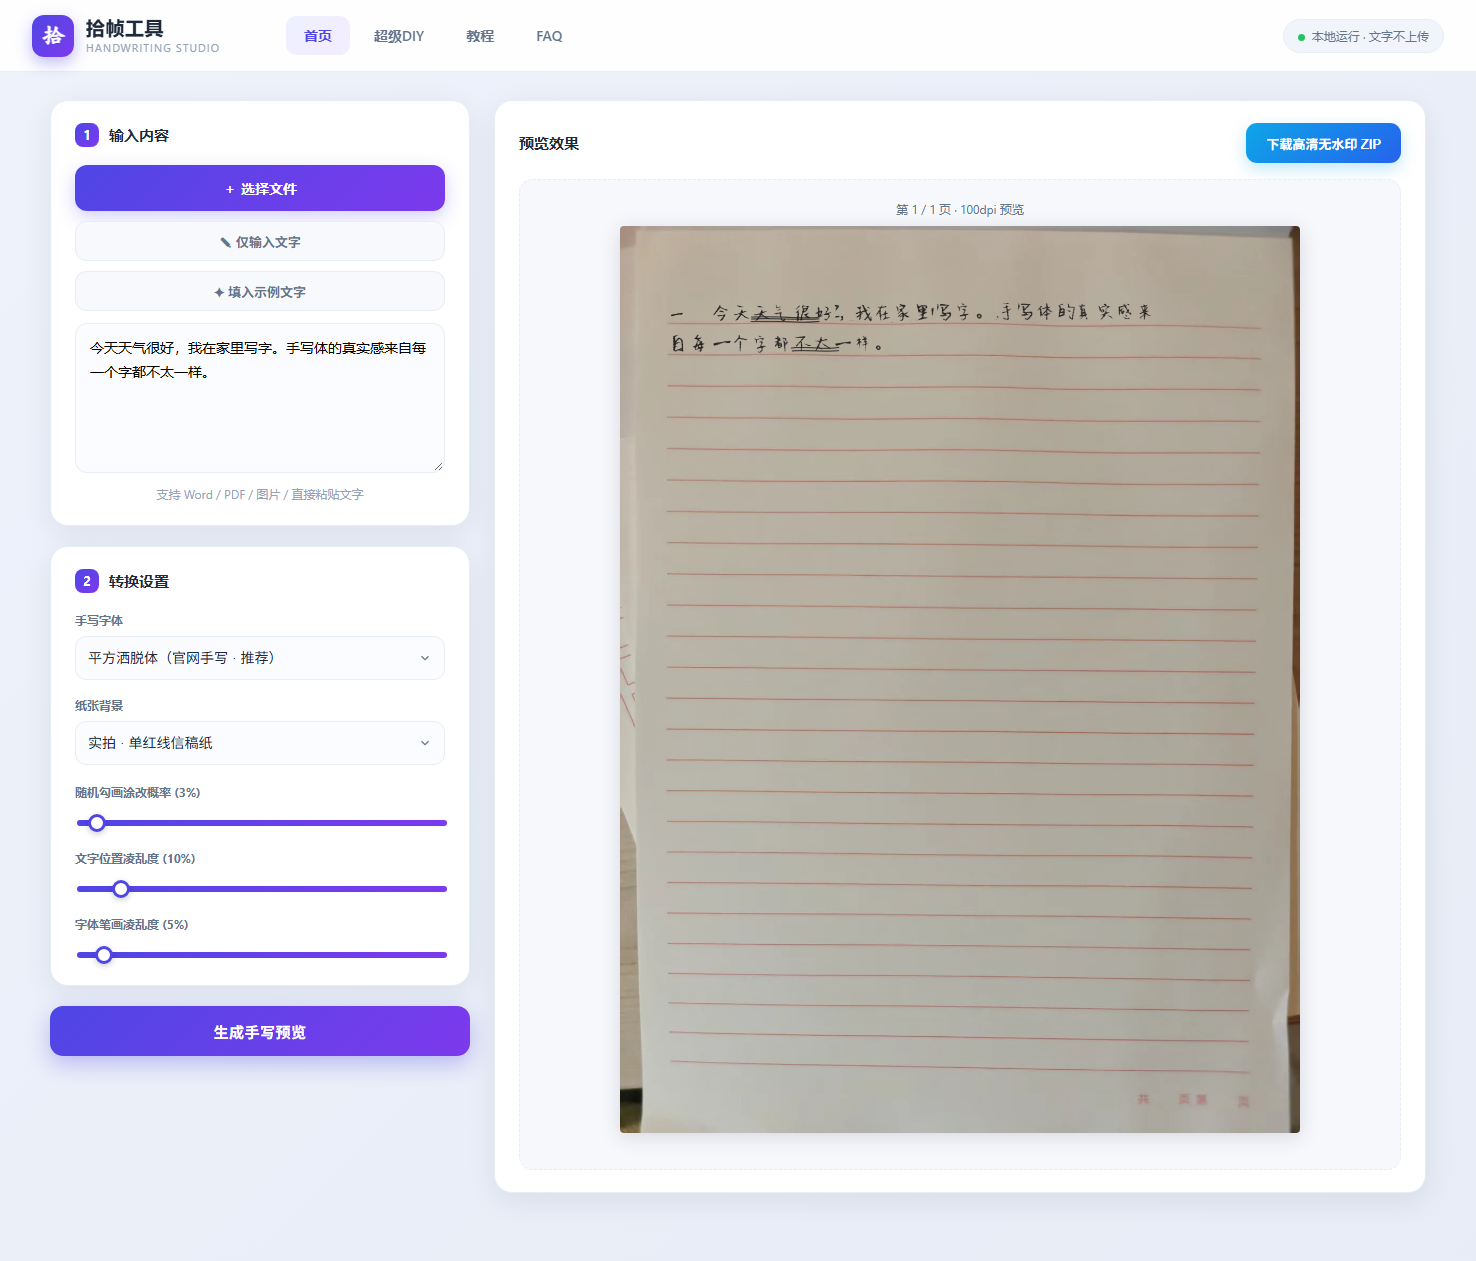 拾
拾帧工具
HANDWRITING STUDIO
首页
超级DIY
教程
FAQ
本地运行 · 文字不上传
1 输入内容
+ 选择文件
✎ 仅输入文字
✦ 填入示例文字
今天天气很好，我在家里写字。手写体的真实感来自每
一个字都不太一样。
支持 Word / PDF / 图片 / 直接粘贴文字
2 转换设置
手写字体
平方洒脱体（官网手写 · 推荐）
纸张背景
实拍 · 单红线信稿纸
随机勾画涂改概率 (3%)
文字位置凌乱度 (10%)
字体笔画凌乱度 (5%)
生成手写预览
预览效果
下载高清无水印 ZIP
第 1 / 1 页 · 100dpi 预览
一 今天天气很好，我在家里写字。手写体的真实感来
自每一个字都不太一样。
共 页 第 页